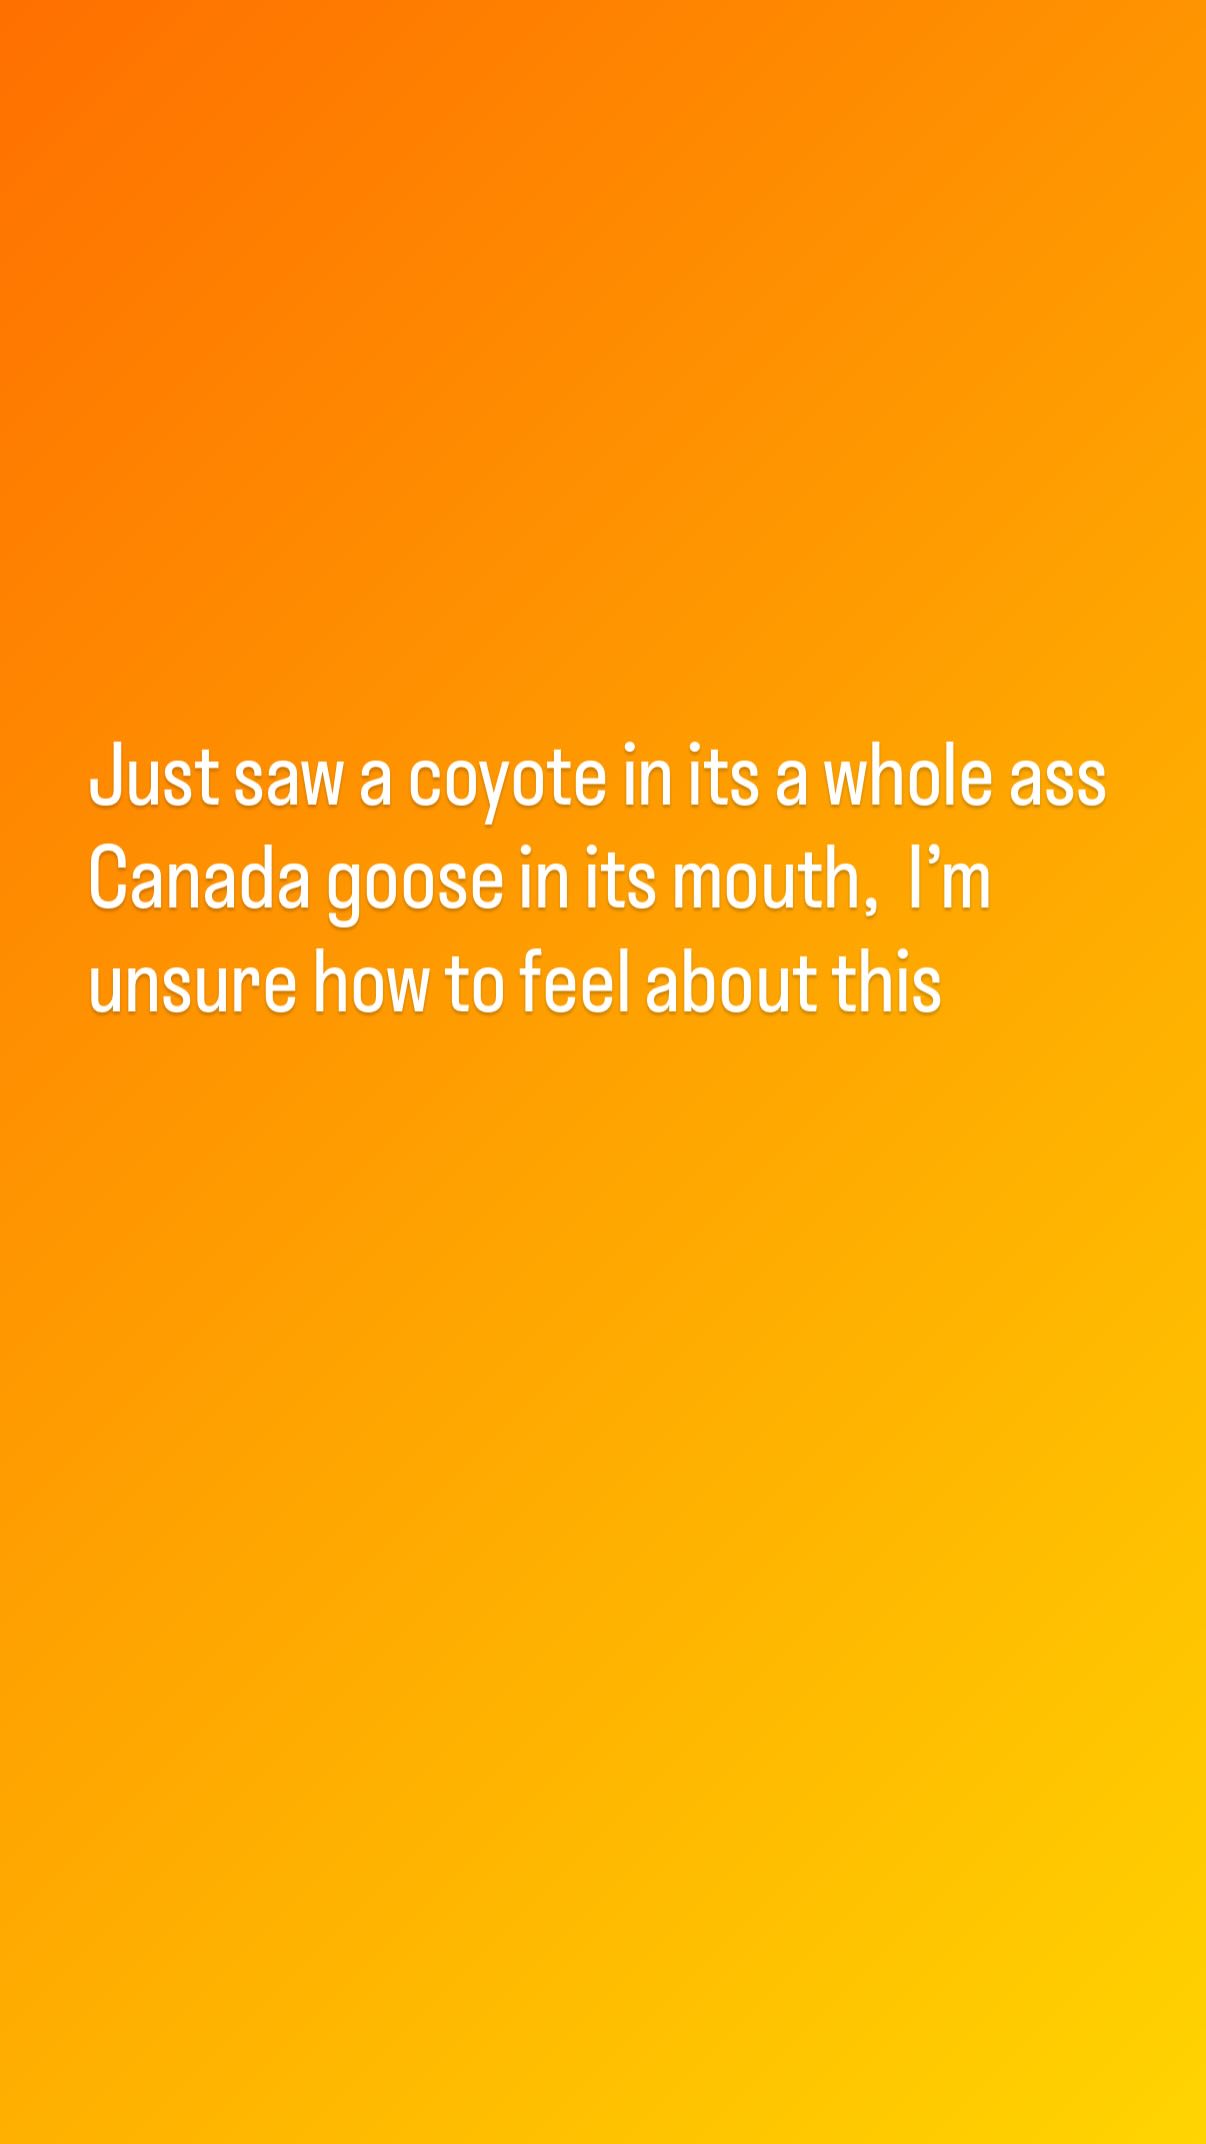 Just saw a coyote in its a whole ass
Canada goose in its mouth,  I’m
unsure how to feel about this